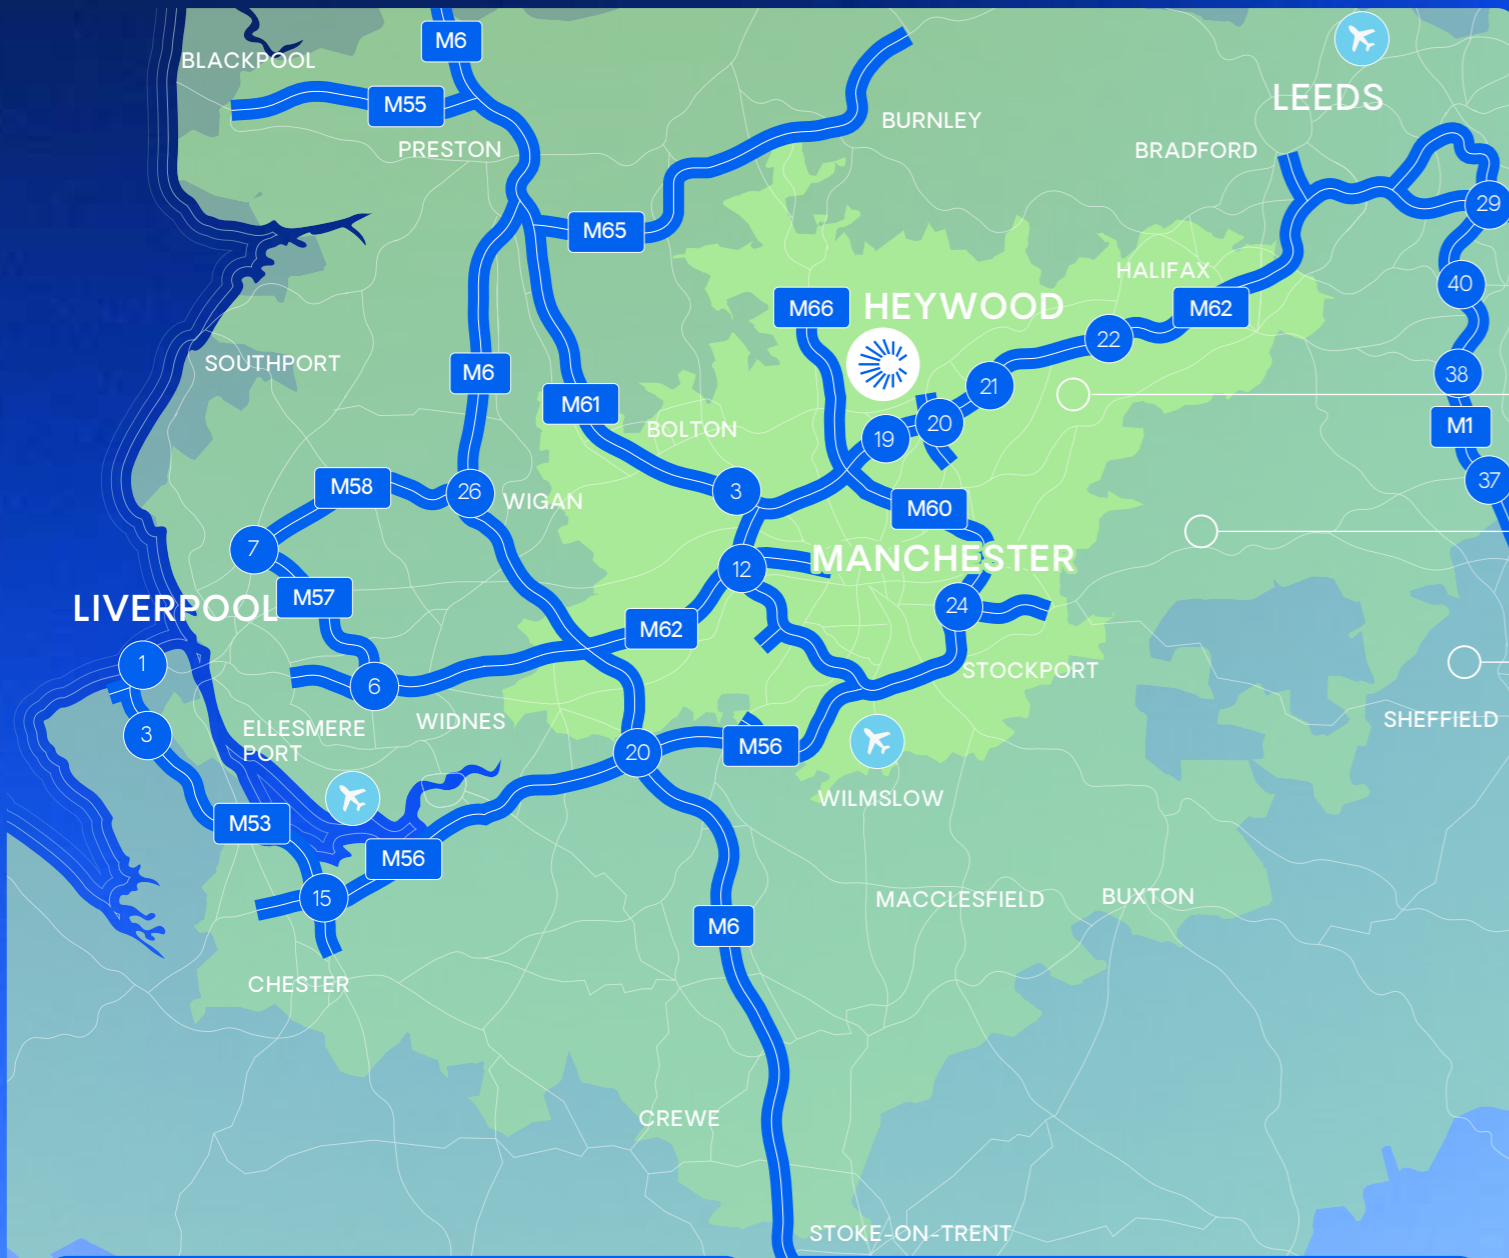 M6
BLACKPOOL
M55
LEEDS
BURNLEY
PRESTON
BRADFORD
29
M65
HALIFAX
40
M66
HEYWOOD
M62
22
SOUTHPORT
M6
38
21
M61
20
M1
BOLTON
19
37
M58
26
WIGAN
3
M60
7
MANCHESTER
12
M57
LIVERPOOL
24
M62
1
STOCKPORT
6
SHEFFIELD
WIDNES
ELLESMERE
PORT
3
20
M56
WILMSLOW
M53
M56
15
MACCLESFIELD
BUXTON
M6
CHESTER
CREWE
STOKE-ON-TRENT